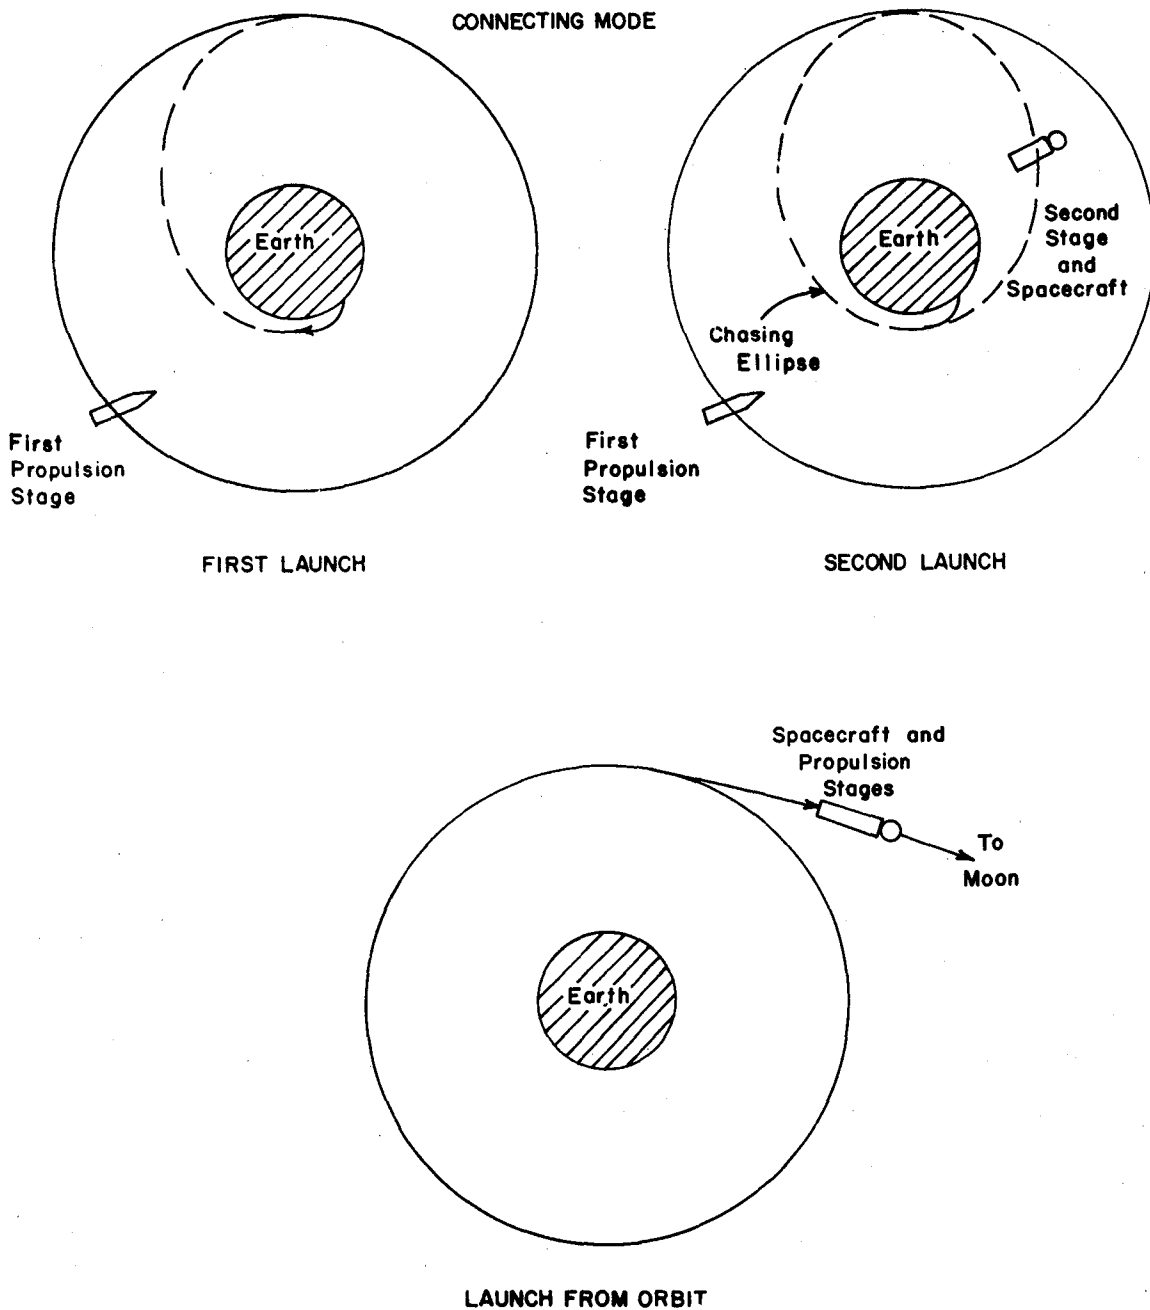 CONNECTING MODE
Earth
First
Propulsion
Stage
FIRST LAUNCH
Earth
Second
Stage
and
Spacecraft
Chasing
Ellipse
First
Propulsion
Stage
SECOND LAUNCH
Spacecraft and
Propulsion
Stages
To
Moon
Earth
LAUNCH FROM ORBIT